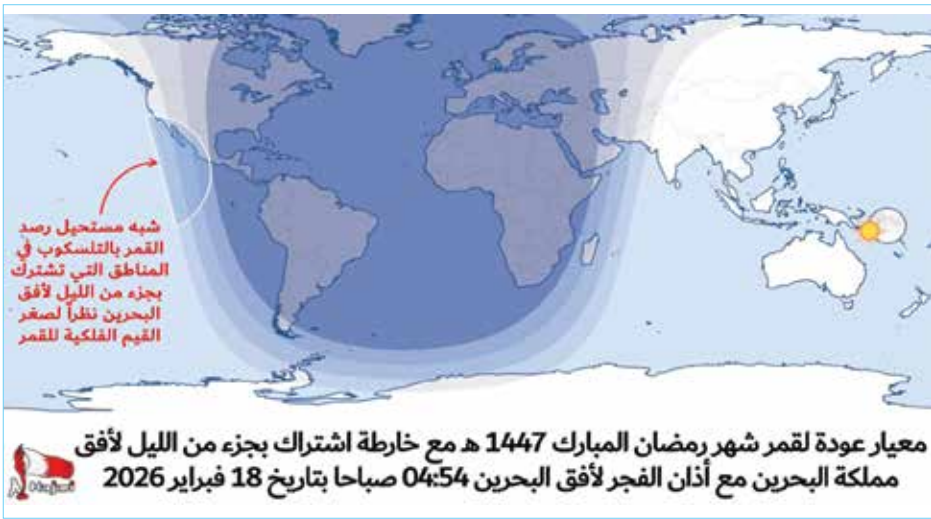 شبه مستحيل رصد
القمر بالتلسكوب في
المناطق التي تشترك
بجزء من الليل لأفق
البحرين نظراً لصغر
القيم الفلكية للقمر
معيار عودة لقمر شهر رمضان المبارك 1447 هـ مع خارطة اشتراك بجزء من الليل لأفق
مملكة البحرين مع أذان الفجر لأفق البحرين 04:54 صباحا بتاريخ 18 فبراير 2026